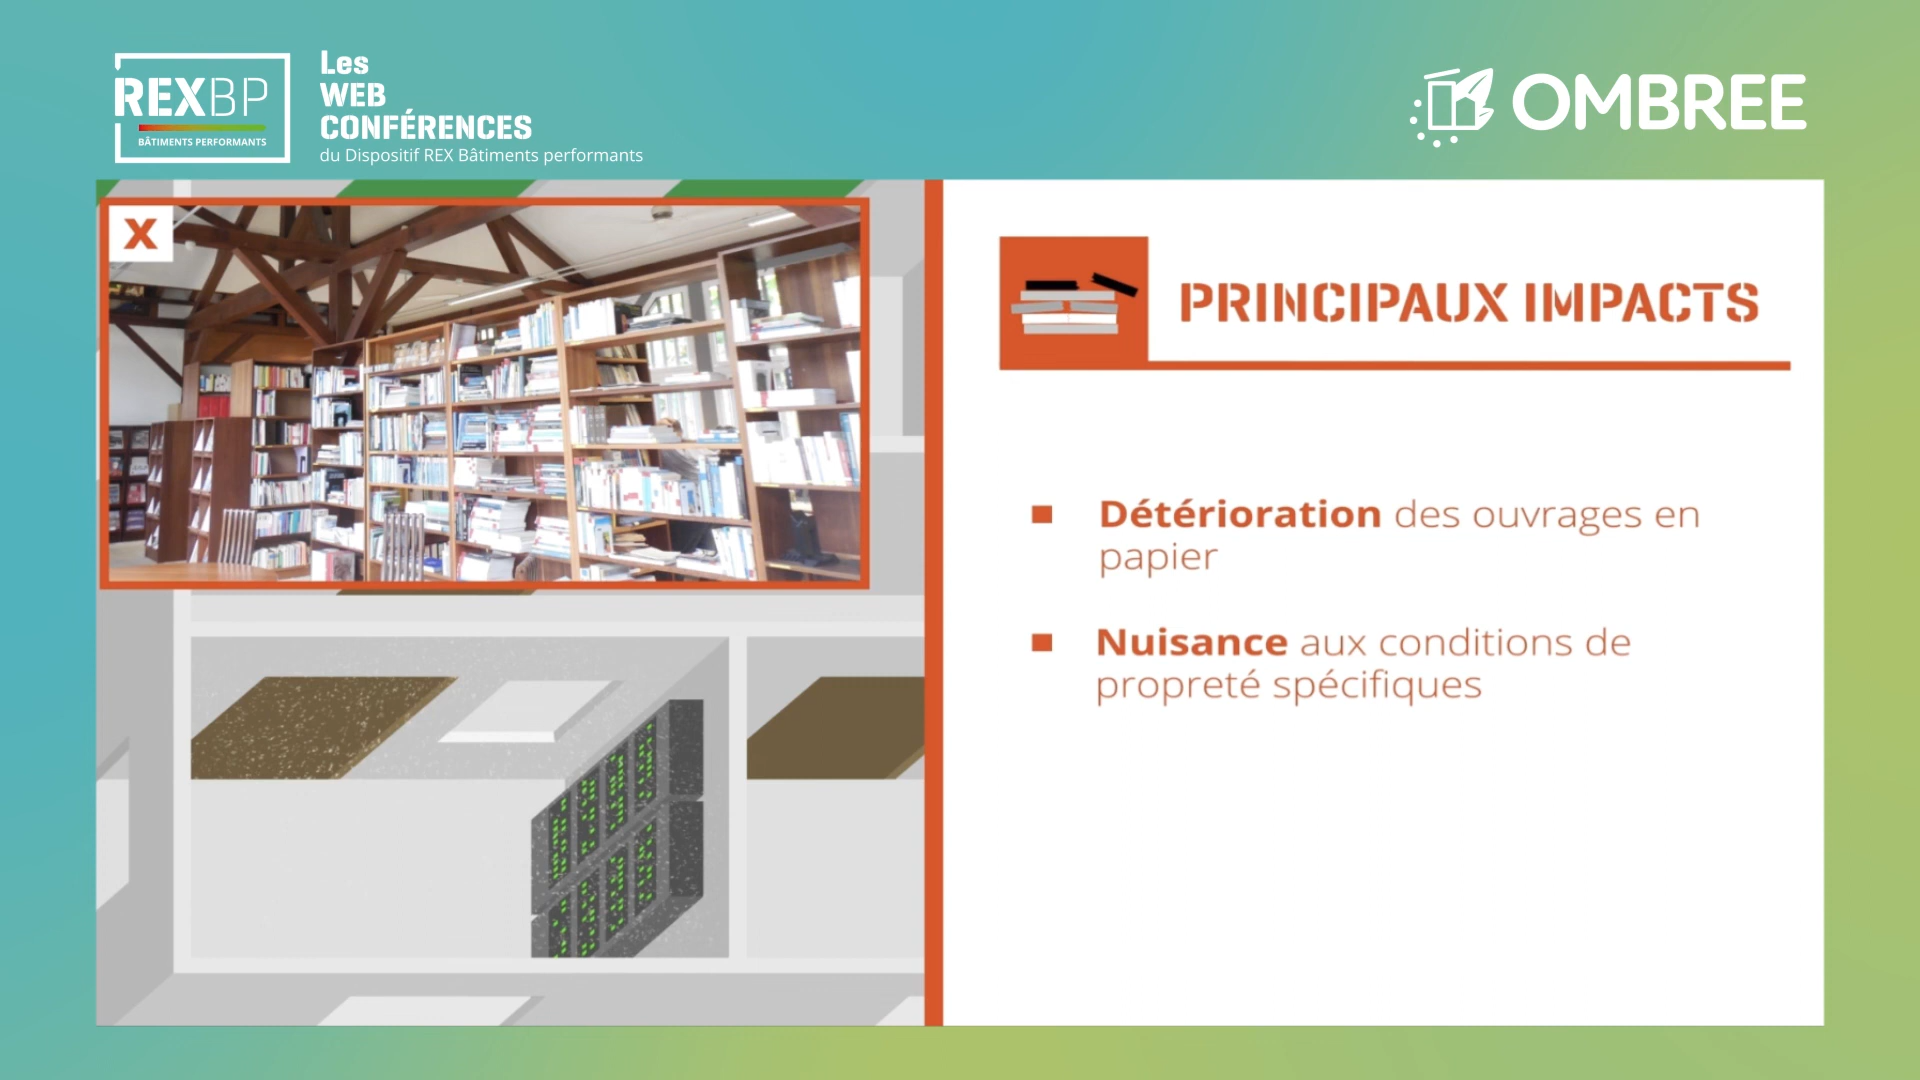 REXBP
BÂTIMENTS PERFORMANTS
Les
WEB
CONFÉRENCES
du Dispositif REX Bâtiments performants
OMBREE
X
PRINCIPAUX IMPACTS
Détérioration des ouvrages en
papier
Nuisance aux conditions de
propreté spécifiques